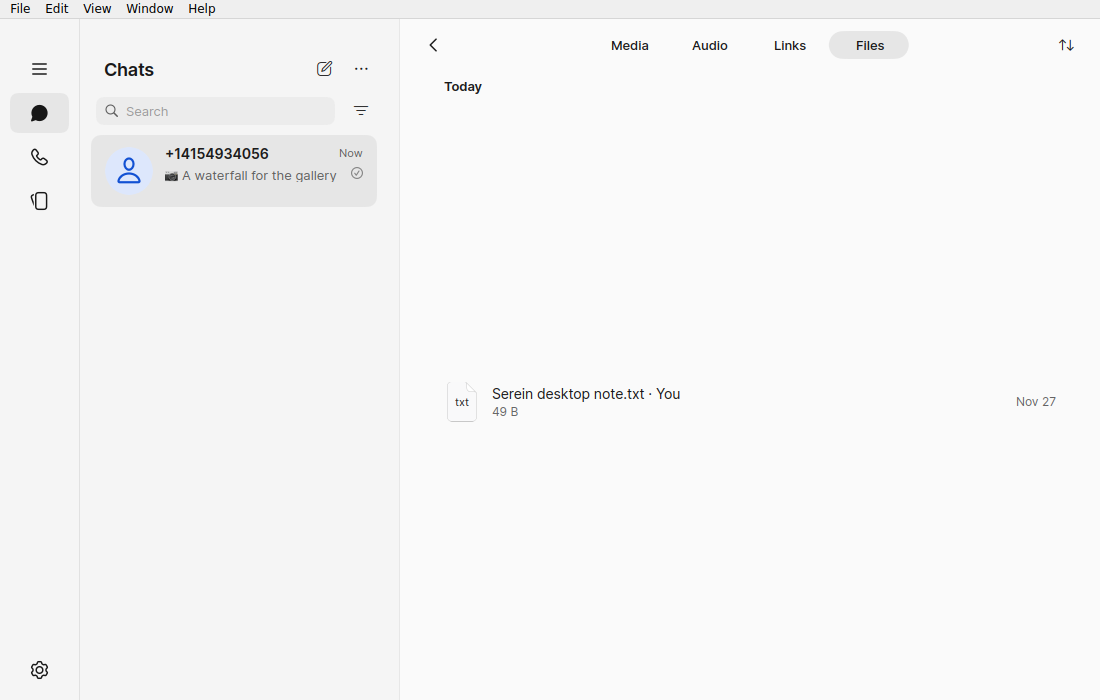 File Edit View Window Help
Chats
Search
+14154934056
Now
A waterfall for the gallery
Media Audio Links Files
Today
txt
Serein desktop note.txt · You
49 B
Nov 27